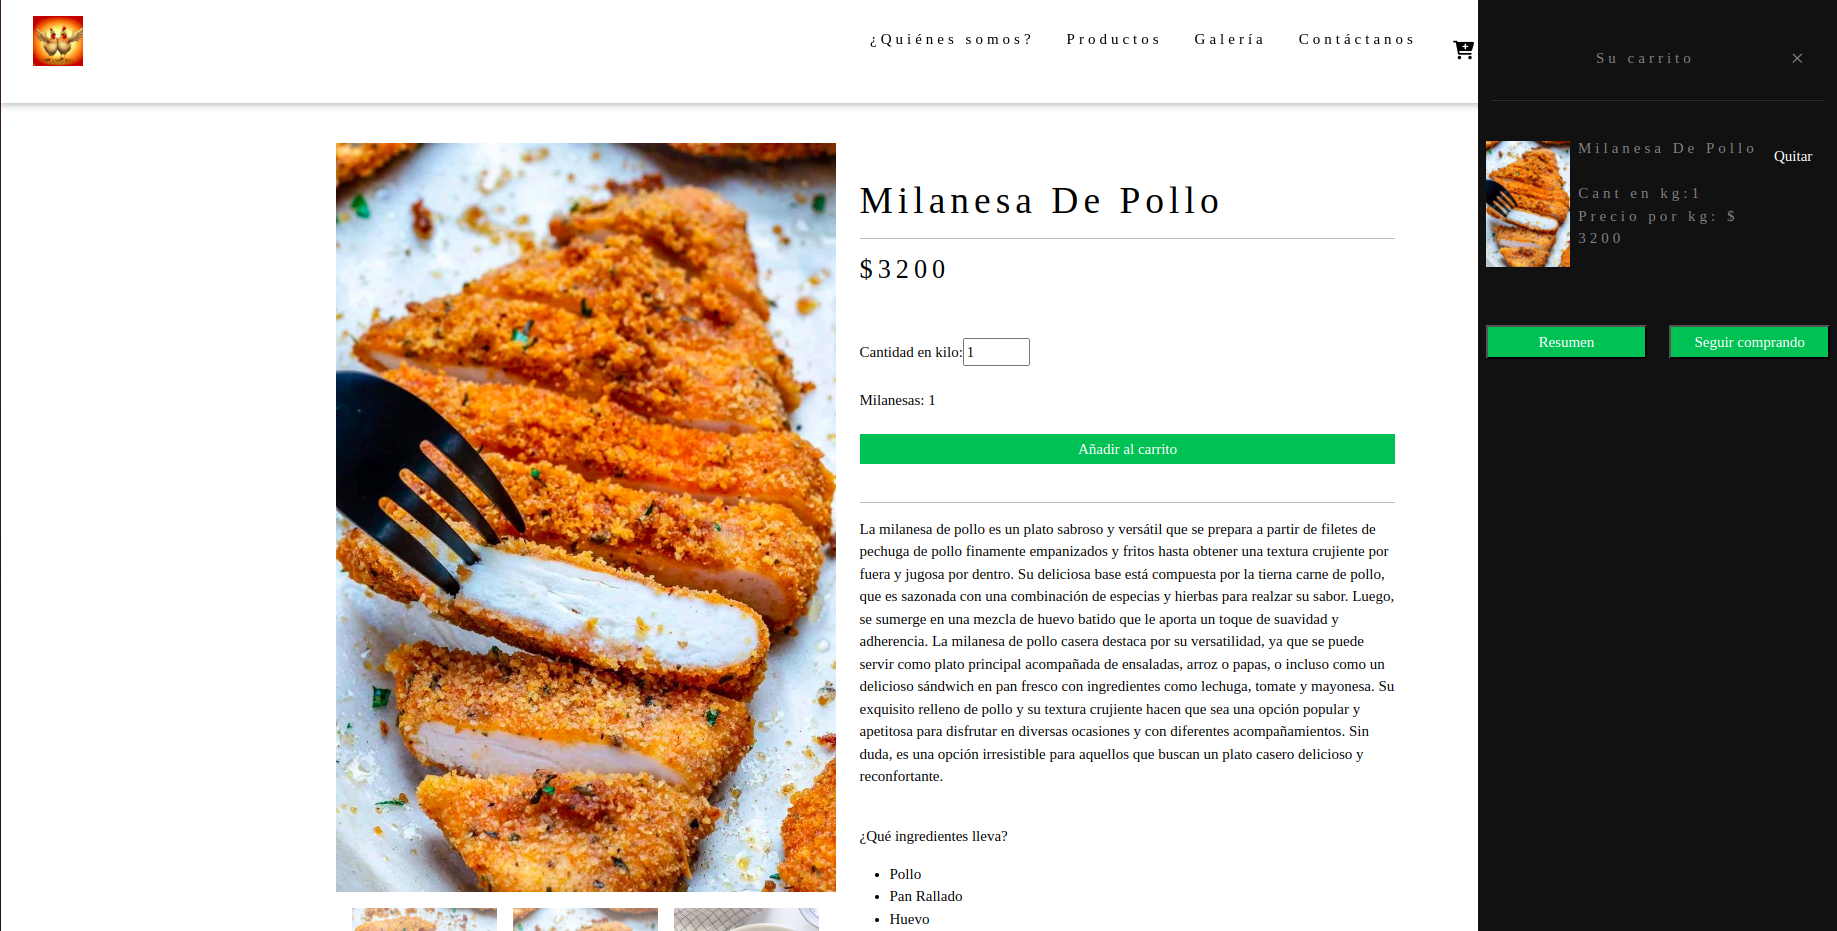 ¿Quiénes somos? Productos Galería Contáctanos
Su carrito ×
Milanesa De Pollo
$3200
Cantidad en kilo: 1
Milanesas: 1
Añadir al carrito
La milanesa de pollo es un plato sabroso y versátil que se prepara a partir de filetes de
pechuga de pollo finamente empanizados y fritos hasta obtener una textura crujiente por
fuera y jugosa por dentro. Su deliciosa base está compuesta por la tierna carne de pollo,
que es sazonada con una combinación de especias y hierbas para realzar su sabor. Luego,
se sumerge en una mezcla de huevo batido que le aporta un toque de suavidad y
adherencia. La milanesa de pollo casera destaca por su versatilidad, ya que se puede
servir como plato principal acompañada de ensaladas, arroz o papas, o incluso como un
delicioso sándwich en pan fresco con ingredientes como lechuga, tomate y mayonesa. Su
exquisito relleno de pollo y su textura crujiente hacen que sea una opción popular y
apetitosa para disfrutar en diversas ocasiones y con diferentes acompañamientos. Sin
duda, es una opción irresistible para aquellos que buscan un plato casero delicioso y
reconfortante.
¿Qué ingredientes lleva?
• Pollo
• Pan Rallado
• Huevo
Milanesa De Pollo
Quitar
Cant en kg:1
Precio por kg: $
3200
Resumen
Seguir comprando